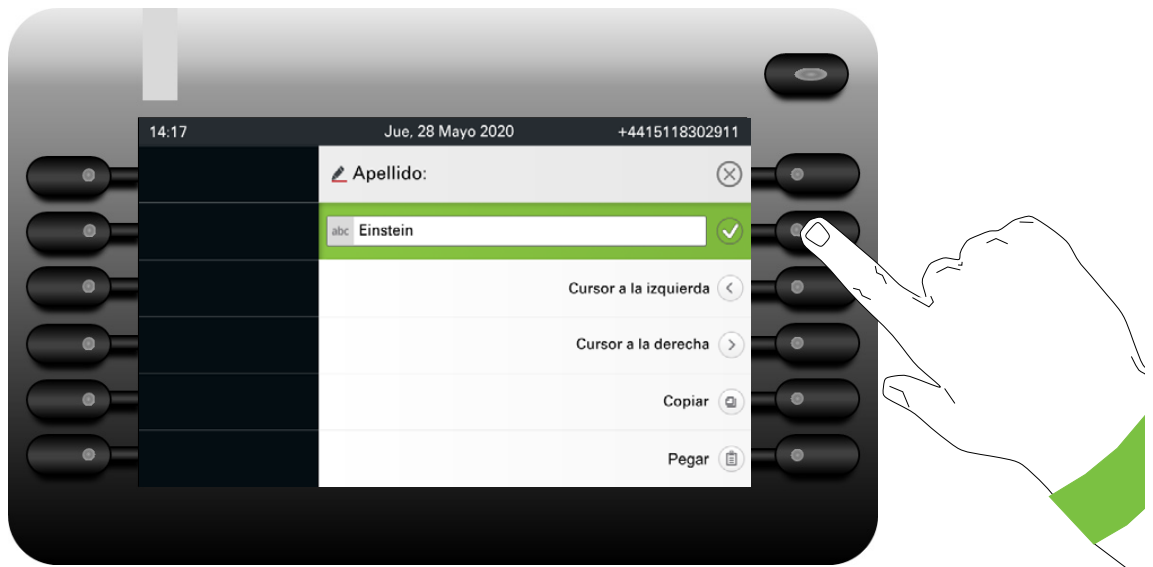 14:17 Jue, 28 Mayo 2020 +4415118302911
Apellido:
abc Einstein
Cursor a la izquierda
Cursor a la derecha
Copiar
Pegar